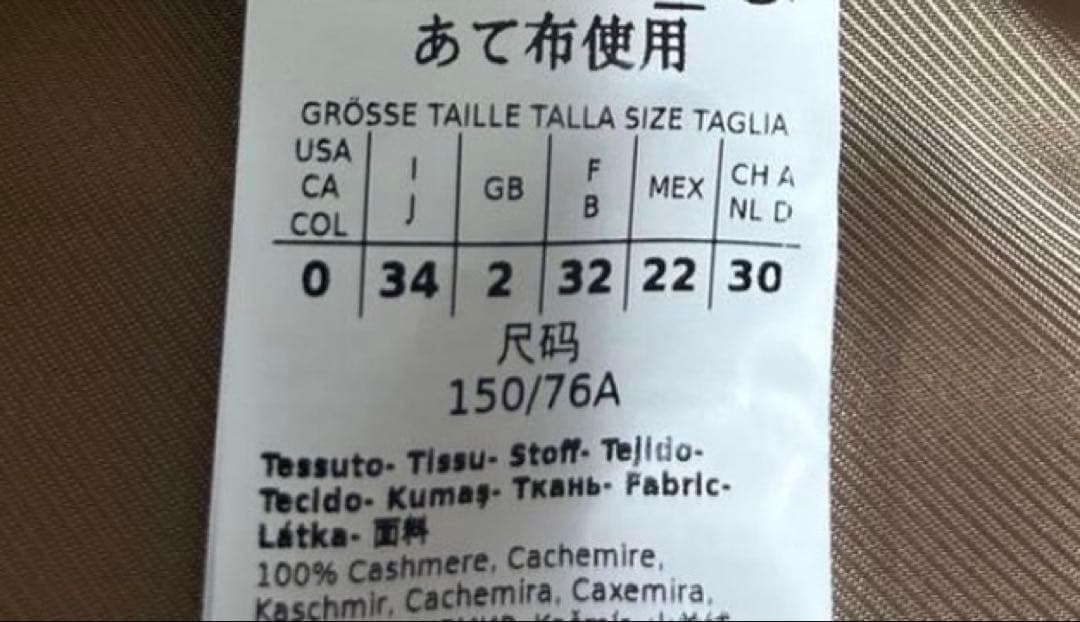 あて布使用
GRÖSSE TAILLE TALLA SIZE TAGLIA
USA CA COL I J GB F B MEX CH A NL D
0 34 2 32 22 30
尺码
150/76A
Tessuto- Tissu- Stoff- Tejido-
Tecido- Kumaş- Ткань- Fabric-
Látka- 面料
100% Cashmere, Cachemire,
Kaschmir, Cachemira, Caxemira,